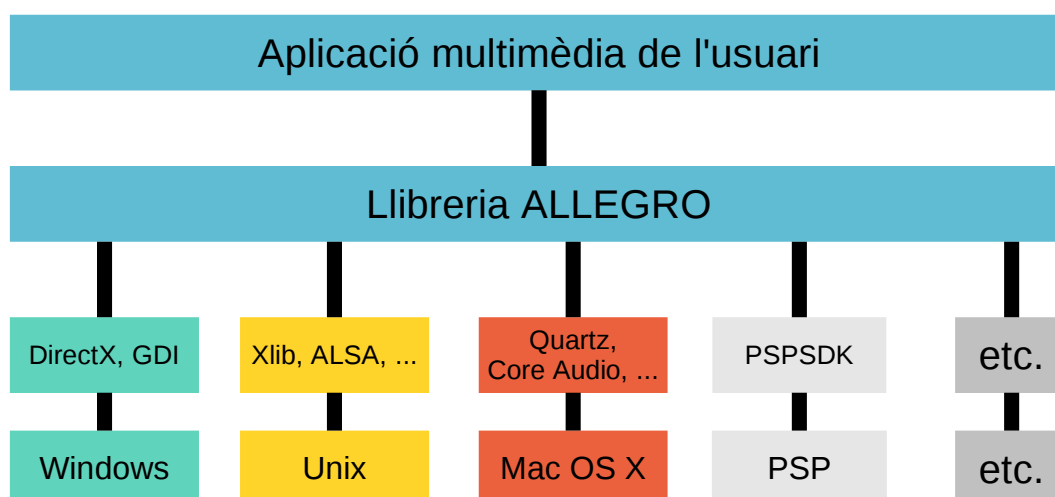 Aplicació multimèdia de l'usuari
Llibreria ALLEGRO
DirectX, GDI
Xlib, ALSA, ...
Quartz,
Core Audio, ...
PSPSDK
etc.
Windows
Unix
Mac OS X
PSP
etc.